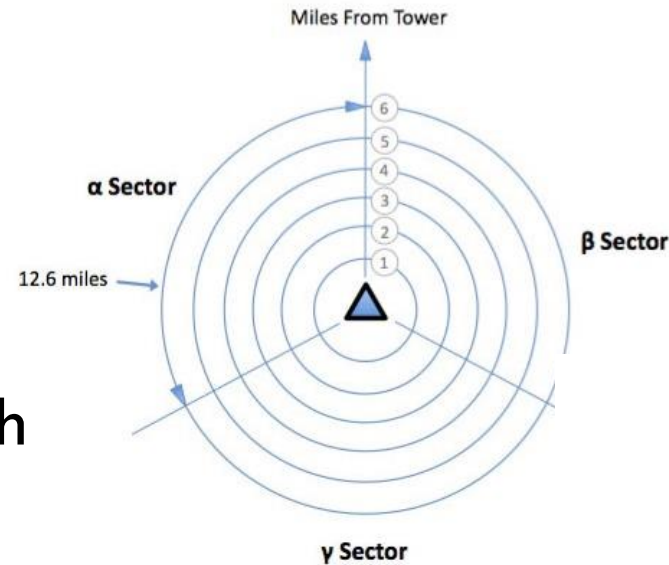 Miles From Tower
6
5
α Sector
4
3
β Sector
2
12.6 miles
1
h
γ Sector